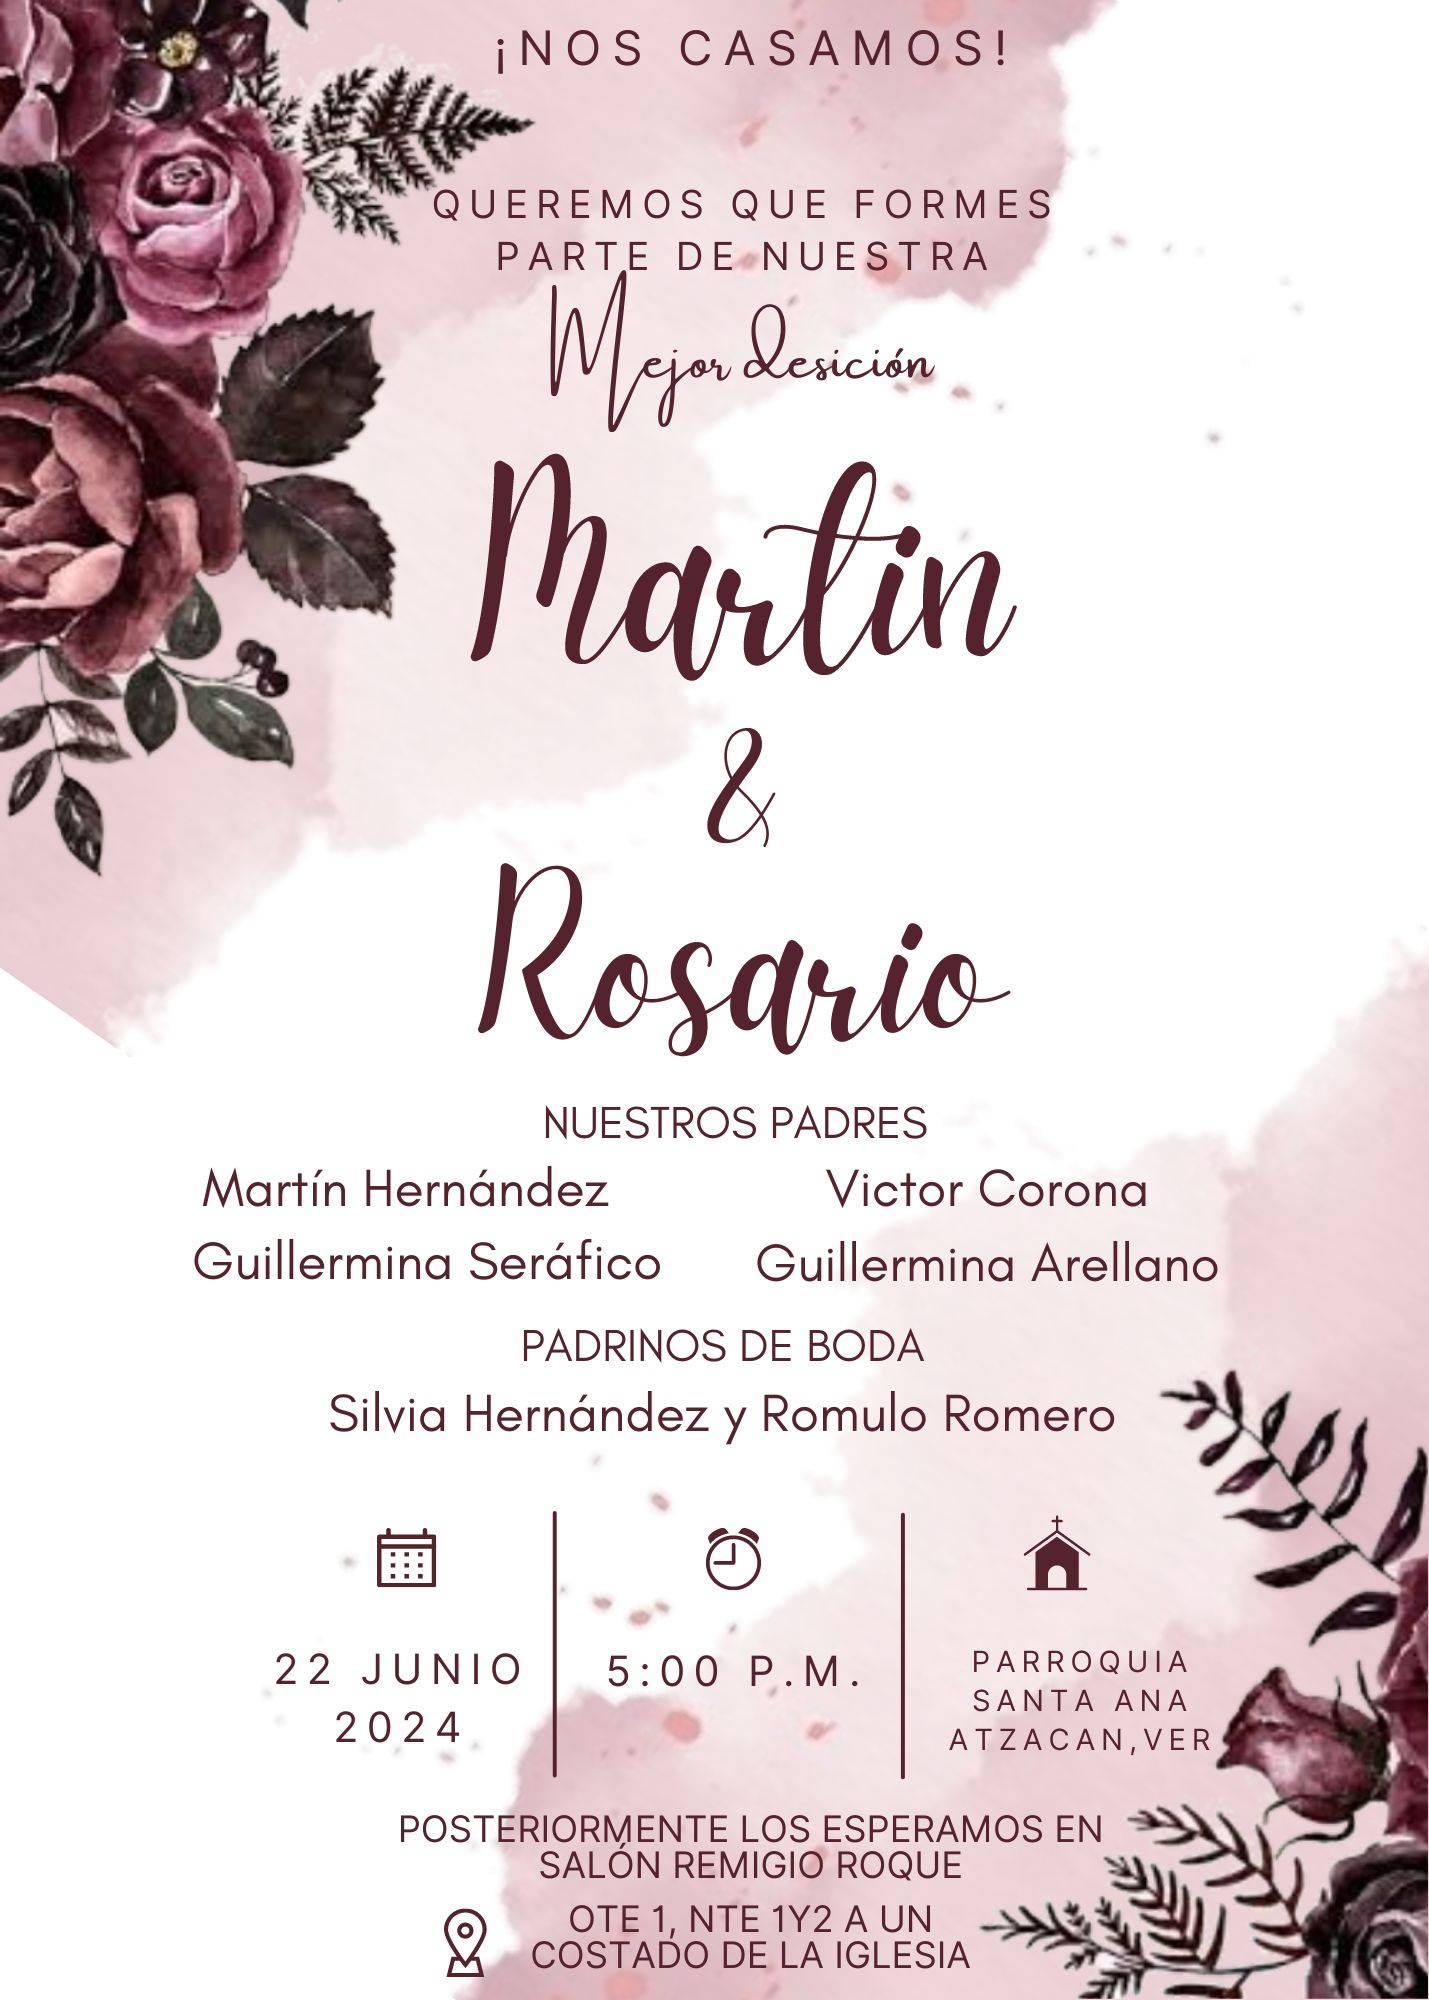 ¡NOS CASAMOS!
QUEREMOS QUE FORMES
PARTE DE NUESTRA
Mejor desición
Martin
&
Rosario
NUESTROS PADRES
Martín Hernández
Victor Corona
Guillermina Seráfico
Guillermina Arellano
PADRINOS DE BODA
Silvia Hernández y Romulo Romero
22 JUNIO
2024
5:00 P.M.
PARROQUIA
SANTA ANA
ATZACAN,VER
POSTERIORMENTE LOS ESPERAMOS EN
SALÓN REMIGIO ROQUE
OTE 1, NTE 1Y2 A UN
COSTADO DE LA IGLESIA